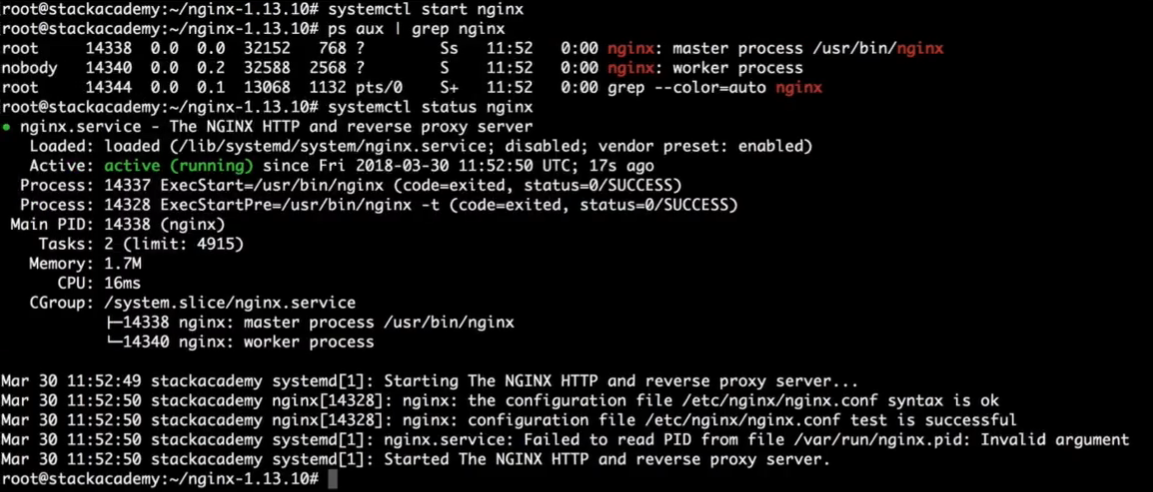 root@stackacademy:~/nginx-1.13.10# systemctl start nginx
root@stackacademy:~/nginx-1.13.10# ps aux | grep nginx
root     14338  0.0  0.0  32152   768 ?        Ss   11:52   0:00 nginx: master process /usr/bin/nginx
nobody   14340  0.0  0.2  32588  2568 ?        S    11:52   0:00 nginx: worker process
root     14344  0.0  0.1  13068  1132 pts/0    S+   11:52   0:00 grep --color=auto nginx
root@stackacademy:~/nginx-1.13.10# systemctl status nginx
● nginx.service - The NGINX HTTP and reverse proxy server
   Loaded: loaded (/lib/systemd/system/nginx.service; disabled; vendor preset: enabled)
   Active: active (running) since Fri 2018-03-30 11:52:50 UTC; 17s ago
  Process: 14337 ExecStart=/usr/bin/nginx (code=exited, status=0/SUCCESS)
  Process: 14328 ExecStartPre=/usr/bin/nginx -t (code=exited, status=0/SUCCESS)
 Main PID: 14338 (nginx)
    Tasks: 2 (limit: 4915)
   Memory: 1.7M
      CPU: 16ms
   CGroup: /system.slice/nginx.service
           ├─14338 nginx: master process /usr/bin/nginx
           └─14340 nginx: worker process
Mar 30 11:52:49 stackacademy systemd[1]: Starting The NGINX HTTP and reverse proxy server...
Mar 30 11:52:50 stackacademy nginx[14328]: nginx: the configuration file /etc/nginx/nginx.conf syntax is ok
Mar 30 11:52:50 stackacademy nginx[14328]: nginx: configuration file /etc/nginx/nginx.conf test is successful
Mar 30 11:52:50 stackacademy systemd[1]: nginx.service: Failed to read PID from file /var/run/nginx.pid: Invalid argument
Mar 30 11:52:50 stackacademy systemd[1]: Started The NGINX HTTP and reverse proxy server.
root@stackacademy:~/nginx-1.13.10#